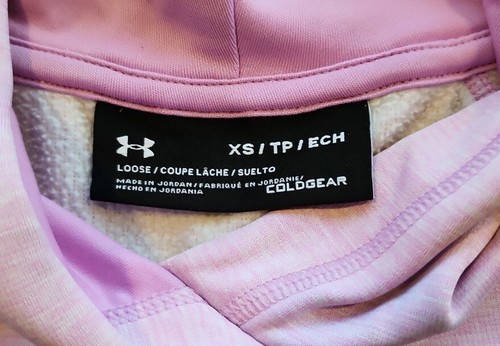 XS / TP / ECH
LOOSE / COUPE LÂCHE / SUELTO
MADE IN JORDAN / FABRIQUÉ EN JORDANIE /
HECHO EN JORDANIA
COLDGEAR